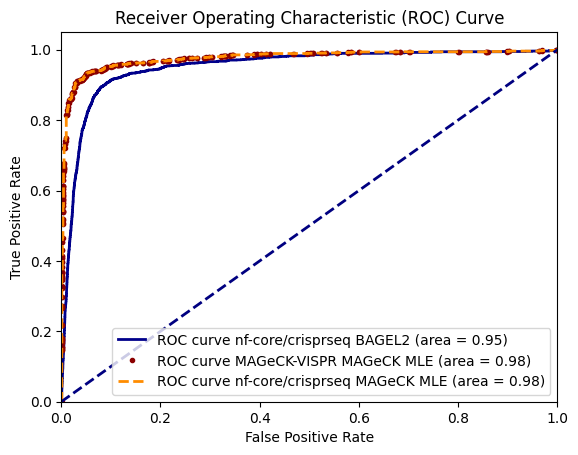 Receiver Operating Characteristic (ROC) Curve
1.0
0.8
0.6
0.4
0.2
0.0
True Positive Rate
ROC curve nf-core/crisprseq BAGEL2 (area = 0.95)
ROC curve MAGeCK-VISPR MAGeCK MLE (area = 0.98)
ROC curve nf-core/crisprseq MAGeCK MLE (area = 0.98)
0.0 0.2 0.4 0.6 0.8 1.0
False Positive Rate